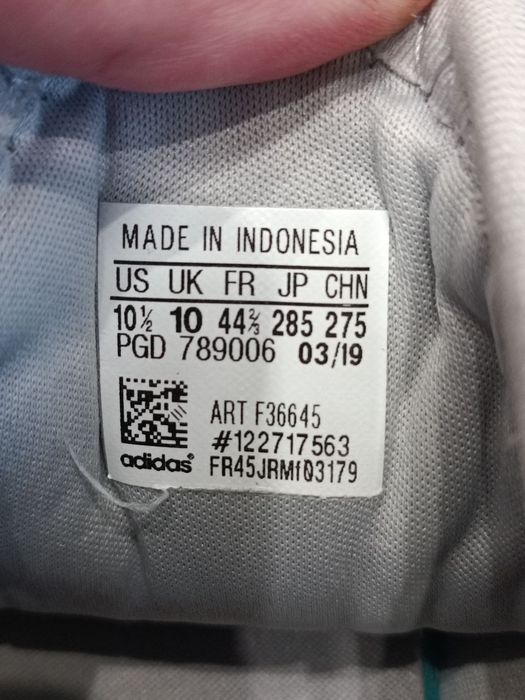 MADE IN INDONESIA
US UK FR JP CHN
10½ 10 44⅔ 285 275
PGD 789006 03/19
ART F36645
#122717563
adidas® FR45JRMf03179